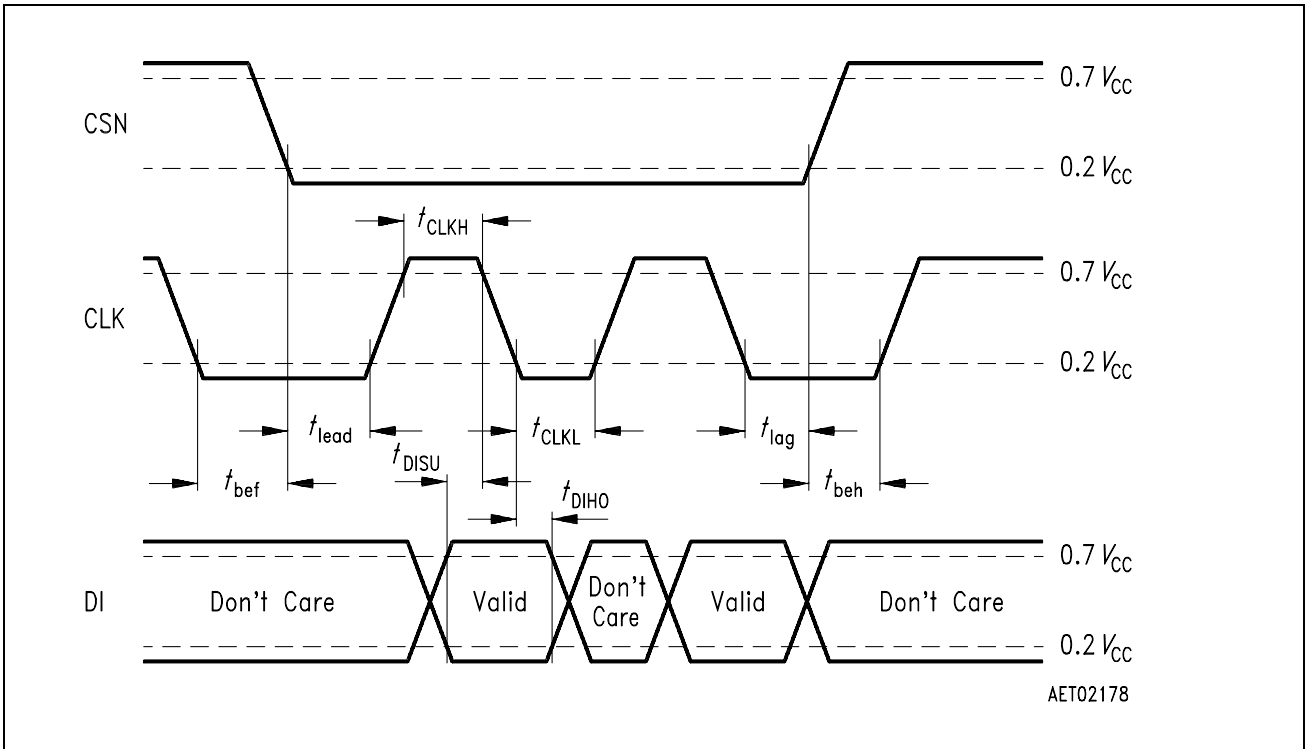 0.7 VCC
CSN
0.2 VCC
tCLKH
0.7 VCC
CLK
0.2 VCC
tlead
tCLKL
tlag
tDISU
tbef
tDIHO
tbeh
0.7 VCC
DI
Don't Care
Valid
Don't
Care
Valid
Don't Care
0.2 VCC
AET02178